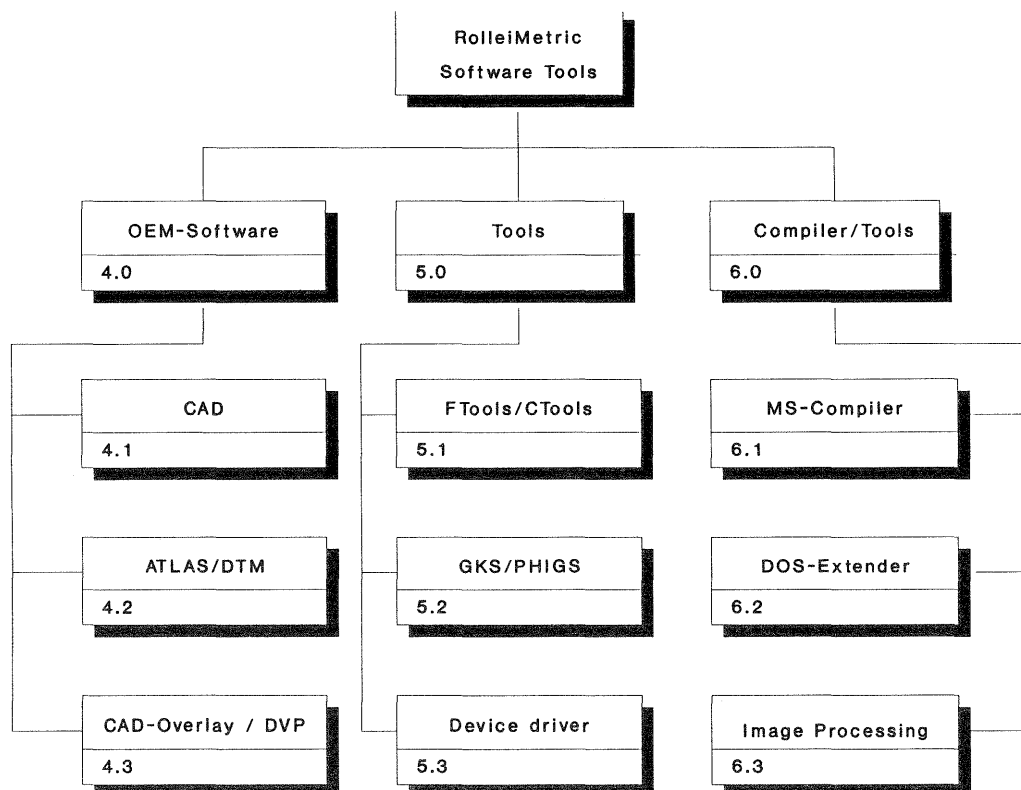 RolleiMetric
Software Tools
OEM-Software
4.0
Tools
5.0
Compiler/Tools
6.0
CAD
4.1
FTools/CTools
5.1
MS-Compiler
6.1
ATLAS/DTM
4.2
GKS/PHIGS
5.2
DOS-Extender
6.2
CAD-Overlay / DVP
4.3
Device driver
5.3
Image Processing
6.3